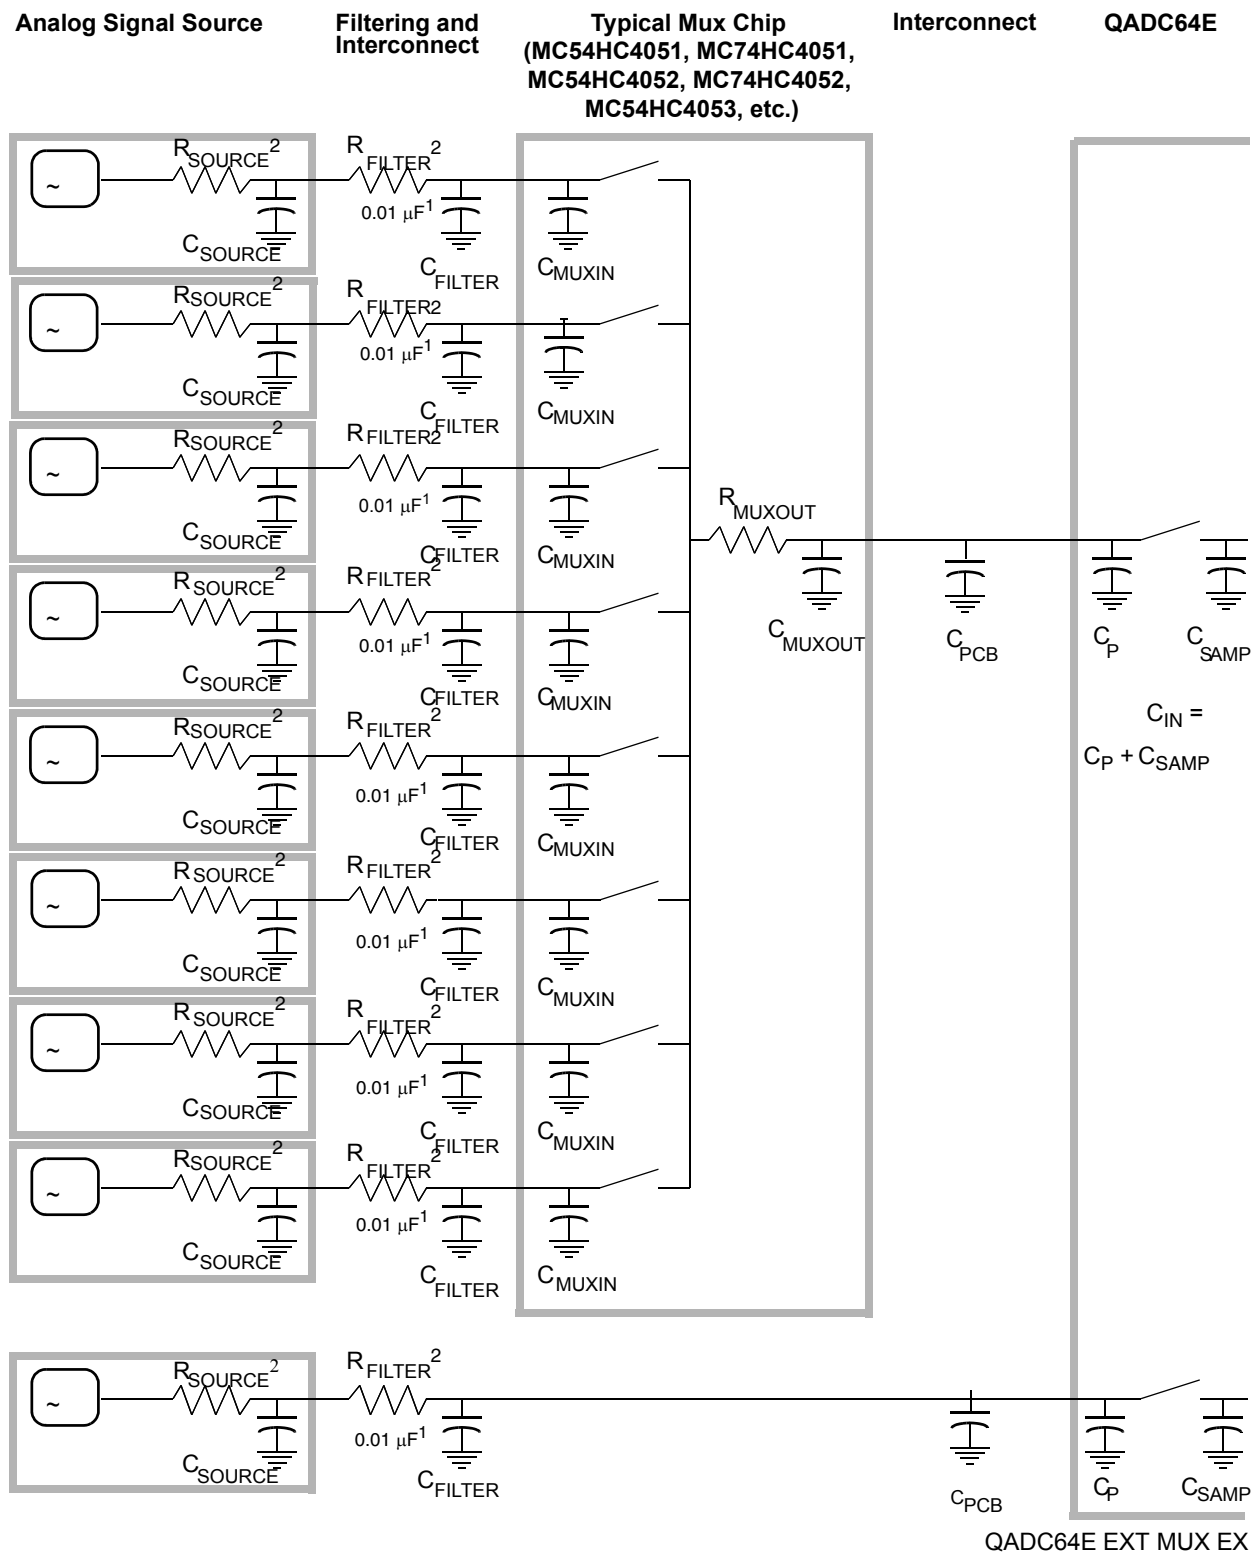 Analog Signal Source
Filtering and
Interconnect
Typical Mux Chip
(MC54HC4051, MC74HC4051,
MC54HC4052, MC74HC4052,
MC54HC4053, etc.)
Interconnect
QADC64E
~
RSOURCE2
CSOURCE
RFILTER2
0.01 µF1
CFILTER
CMUXIN
~
RSOURCE2
CSOURCE
RFILTER2
0.01 µF1
CFILTER
CMUXIN
~
RSOURCE2
CSOURCE
RFILTER2
0.01 µF1
CFILTER
CMUXIN
RMUXOUT
CMUXOUT
CPCB
CP
CSAMP
CIN =
CP + CSAMP
~
RSOURCE2
CSOURCE
RFILTER2
0.01 µF1
CFILTER
CMUXIN
~
RSOURCE2
CSOURCE
RFILTER2
0.01 µF1
CFILTER
CMUXIN
~
RSOURCE2
CSOURCE
RFILTER2
0.01 µF1
CFILTER
CMUXIN
~
RSOURCE2
CSOURCE
RFILTER2
0.01 µF1
CFILTER
CMUXIN
~
RSOURCE2
CSOURCE
RFILTER2
0.01 µF1
CFILTER
CMUXIN
~
RSOURCE2
CSOURCE
RFILTER2
0.01 µF1
CFILTER
CPCB
CP
CSAMP
QADC64E EXT MUX EX